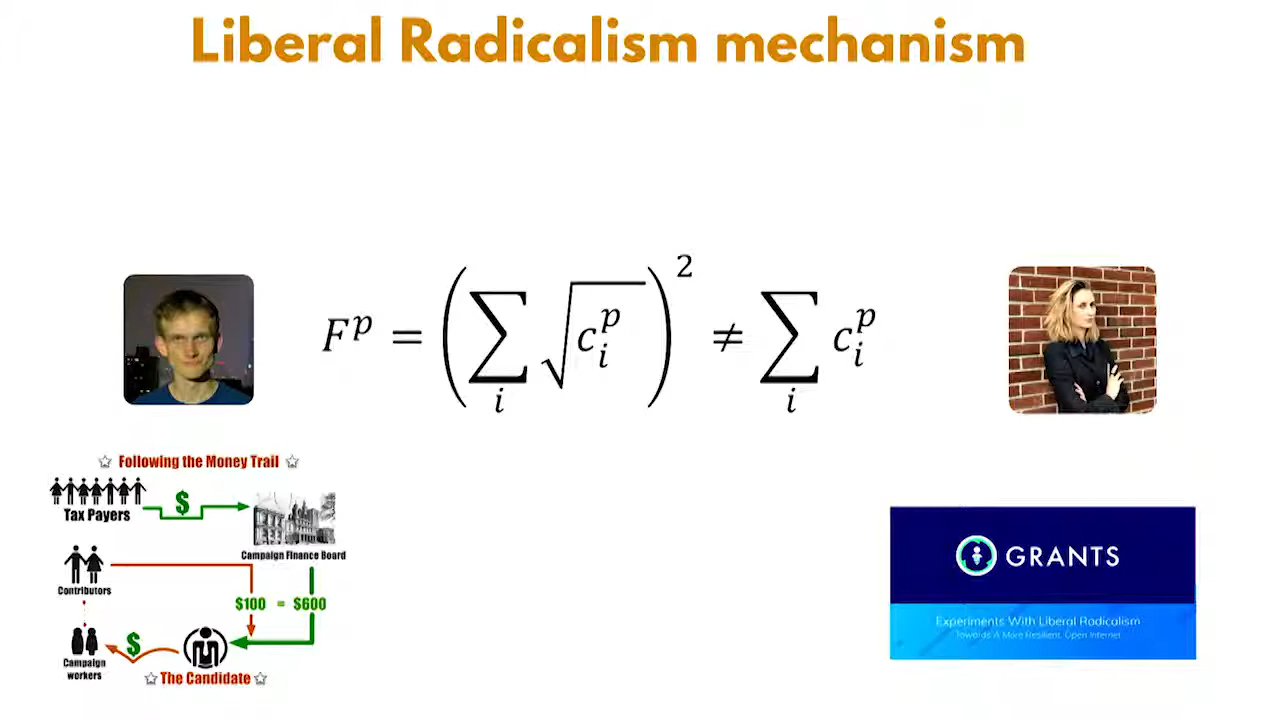 Liberal Radicalism mechanism
F^p = (∑_i √(c_i^p))^2 ≠ ∑_i c_i^p
☆ Following the Money Trail ☆
$
Tax Payers
Campaign Finance Board
Contributors
$100 = $600
$
Campaign
workers
☆ The Candidate ☆
GRANTS
Experiments With Liberal Radicalism
Towards A More Resilient, Open Internet